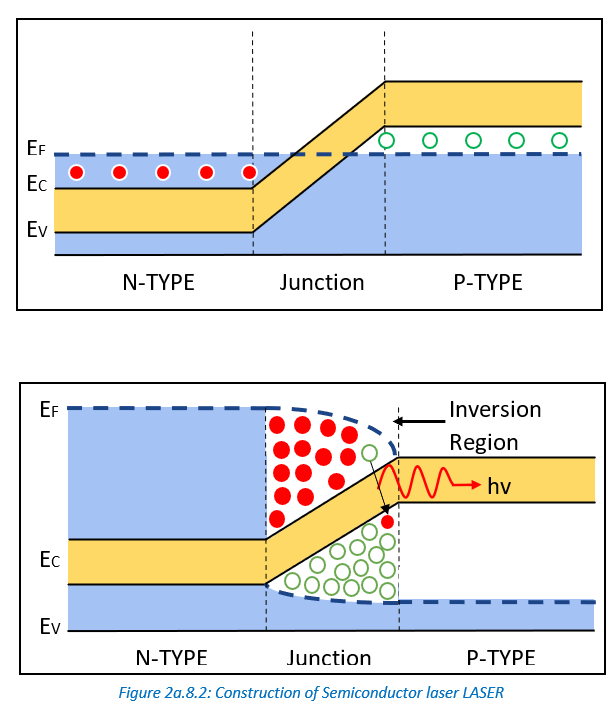 EF
EC
EV
N-TYPE Junction P-TYPE
EF
Inversion
Region
hv
EC
EV
N-TYPE Junction P-TYPE
Figure 2a.8.2: Construction of Semiconductor laser LASER